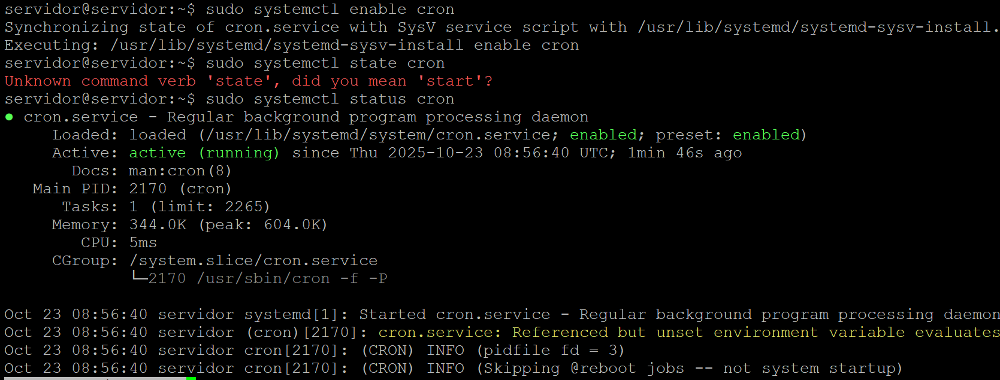 servidor@servidor:~$ sudo systemctl enable cron
Synchronizing state of cron.service with SysV service script with /usr/lib/systemd/systemd-sysv-install.
Executing: /usr/lib/systemd/systemd-sysv-install enable cron
servidor@servidor:~$ sudo systemctl state cron
Unknown command verb 'state', did you mean 'start'?
servidor@servidor:~$ sudo systemctl status cron
● cron.service - Regular background program processing daemon
     Loaded: loaded (/usr/lib/systemd/system/cron.service; enabled; preset: enabled)
     Active: active (running) since Thu 2025-10-23 08:56:40 UTC; 1min 46s ago
       Docs: man:cron(8)
   Main PID: 2170 (cron)
      Tasks: 1 (limit: 2265)
     Memory: 344.0K (peak: 604.0K)
        CPU: 5ms
     CGroup: /system.slice/cron.service
             └─2170 /usr/sbin/cron -f -P

Oct 23 08:56:40 servidor systemd[1]: Started cron.service - Regular background program processing daemon
Oct 23 08:56:40 servidor (cron)[2170]: cron.service: Referenced but unset environment variable evaluates
Oct 23 08:56:40 servidor cron[2170]: (CRON) INFO (pidfile fd = 3)
Oct 23 08:56:40 servidor cron[2170]: (CRON) INFO (Skipping @reboot jobs -- not system startup)